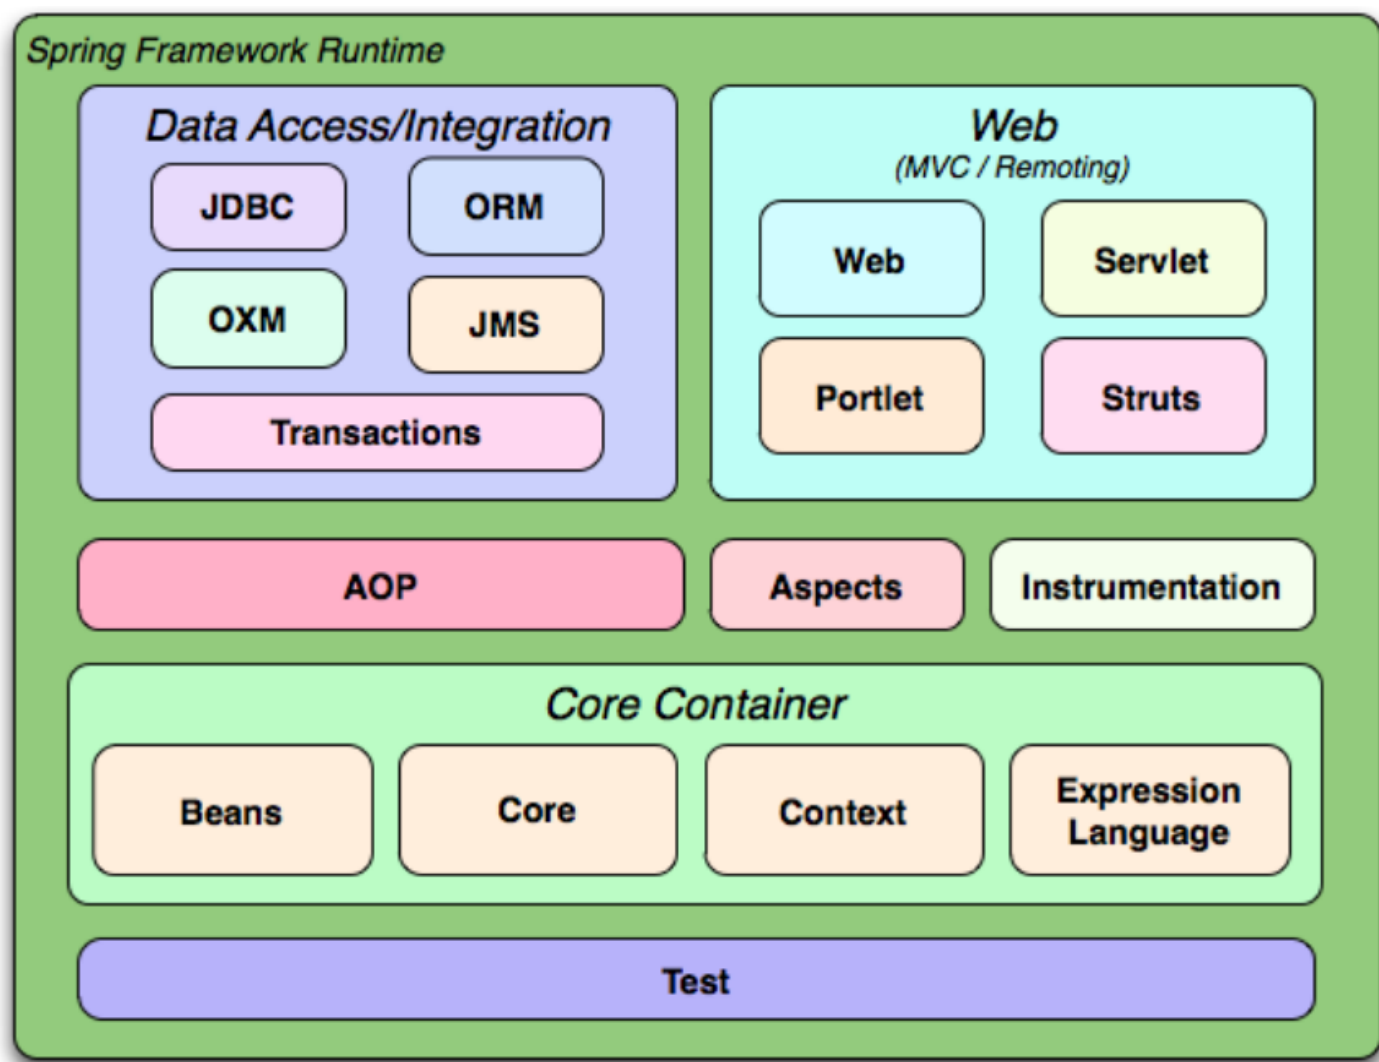 Spring Framework Runtime
Data Access/Integration
JDBC
ORM
OXM
JMS
Transactions
Web
(MVC / Remoting)
Web
Servlet
Portlet
Struts
AOP
Aspects
Instrumentation
Core Container
Beans
Core
Context
Expression
Language
Test